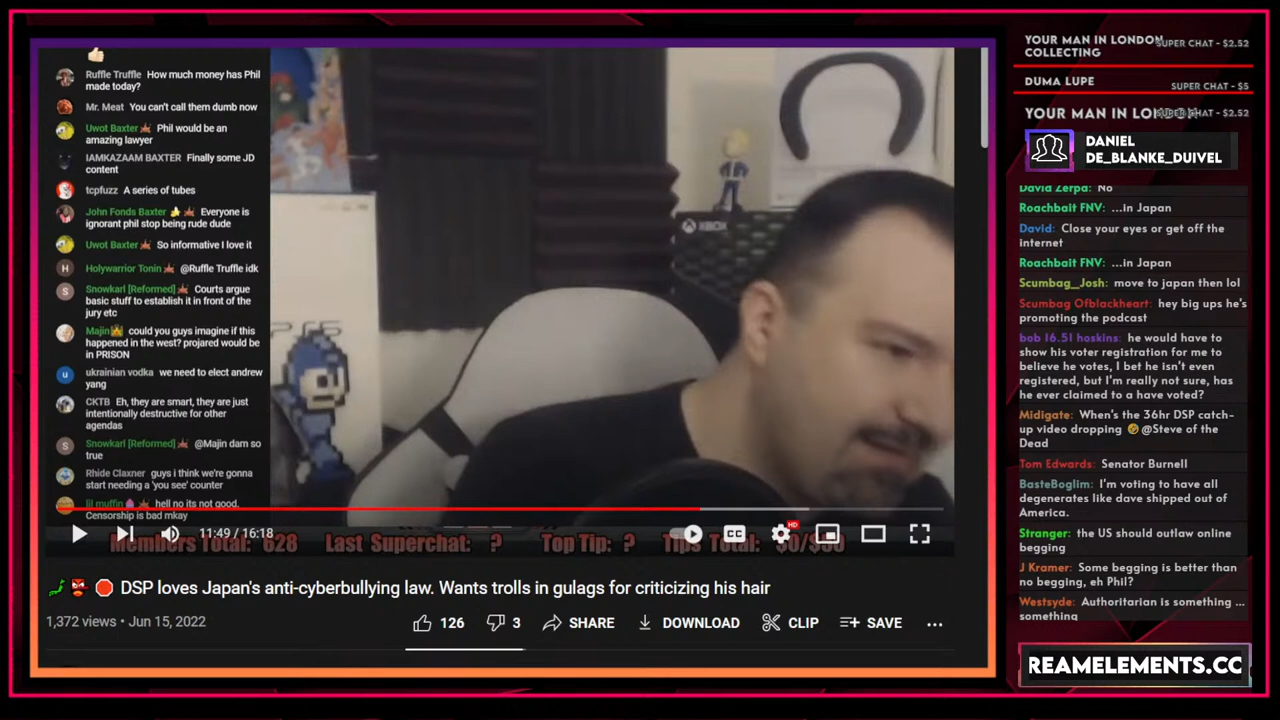 Ruffle Truffle How much money has Phil
made today?
Mr. Meat You can't call them dumb now
Uwot Baxter Phil would be an
amazing lawyer
IAMKAZAAM BAXTER Finally some JD
content
tcpfuzz A series of tubes
John Fonds Baxter Everyone is
ignorant phil stop being rude dude
Uwot Baxter So informative I love it
H
Holywarrior Tonin @Ruffle Truffle idk
S
Snowkarl [Reformed] Courts argue
basic stuff to establish it in front of the
jury etc
Majin could you guys imagine if this
happened in the west? projared would be
in PRISON
u
ukrainian vodka we need to elect andrew
yang
CKTB Eh, they are smart, they are just
intentionally destructive for other
agendas
S
Snowkarl [Reformed] @Majin dam so
true
Rhide Claxner guys i think we're gonna
start needing a 'you see' counter
lil muffin hell no its not good.
Censorship is bad mkay
XBOX
11:49 / 16:18
CC
HD
Members Total: 628 Last Superchat: ? Top Tip: ? Tips Total: $0/$50
DSP loves Japan's anti-cyberbullying law. Wants trolls in gulags for criticizing his hair
1,372 views • Jun 15, 2022
126
3
SHARE
DOWNLOAD
CLIP
SAVE
YOUR MAN IN LONDON
COLLECTING
SUPER CHAT - $2.52
DUMA LUPE
SUPER CHAT - $5
YOUR MAN IN LONDON
SUPER CHAT - $2.52
DANIEL
DE_BLANKE_DUIVEL
David Zerpa: No
Roachbait FNV: ...in Japan
David: Close your eyes or get off the
internet
Roachbait FNV: ...in Japan
Scumbag__Josh: move to japan then lol
Scumbag Ofblackheart: hey big ups he's
promoting the podcast
bob 16.51 hoskins: he would have to
show his voter registration for me to
believe he votes, I bet he isn't even
registered, but I'm really not sure, has
he ever claimed to a have voted?
Midigate: When's the 36hr DSP catch-
up video dropping 🤣@Steve of the
Dead
Tom Edwards: Senator Burnell
BasteBoglim: I'm voting to have all
degenerates like dave shipped out of
America.
Stranger: the US should outlaw online
begging
J Kramer: Some begging is better than
no begging, eh Phil?
Westsyde: Authoritarian is something ...
something
REAMELEMENTS.CC